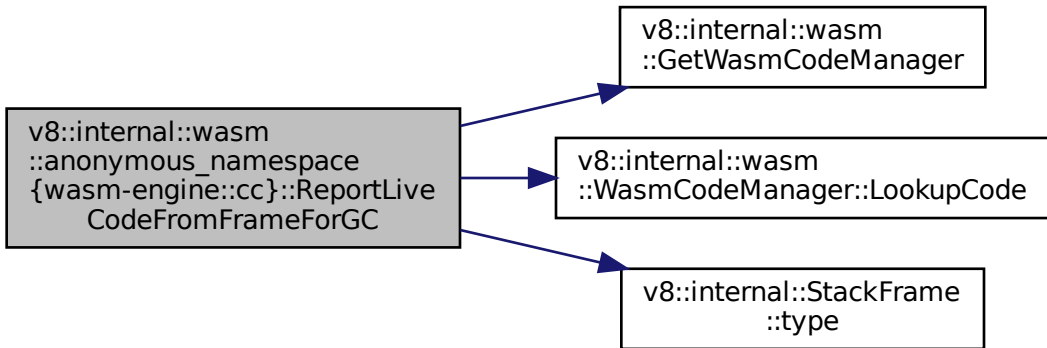 v8::internal::wasm
::GetWasmCodeManager
v8::internal::wasm
::anonymous_namespace
{wasm-engine::cc}::ReportLive
CodeFromFrameForGC
v8::internal::wasm
::WasmCodeManager::LookupCode
v8::internal::StackFrame
::type